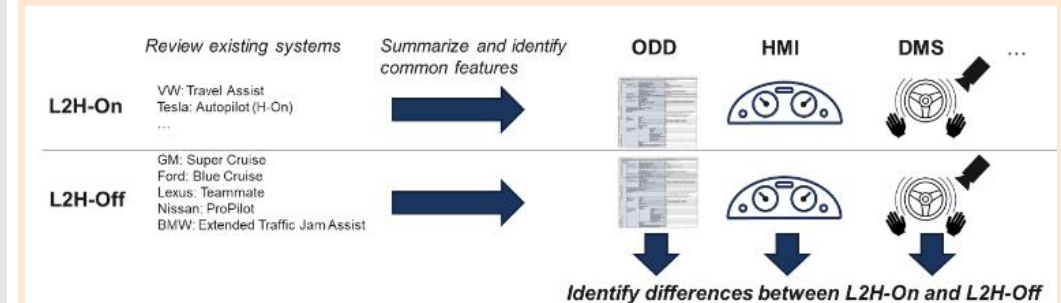 Review existing systems
Summarize and identify
common features
ODD
HMI
DMS
...
L2H-On
VW: Travel Assist
Tesla: Autopilot (H-On)
...
L2H-Off
GM: Super Cruise
Ford: Blue Cruise
Lexus: Teammate
Nissan: ProPilot
BMW: Extended Traffic Jam Assist
Identify differences between L2H-On and L2H-Off